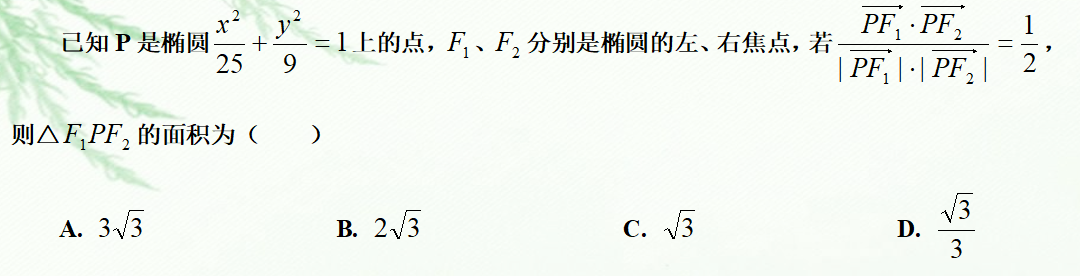 已知 P 是椭圆 $\frac{x^2}{25}+\frac{y^2}{9}=1$ 上的点，$F_1$、$F_2$ 分别是椭圆的左、右焦点，若 $\frac{\overrightarrow{PF_1}\cdot\overrightarrow{PF_2}}{|\overrightarrow{PF_1}|\cdot|\overrightarrow{PF_2}|}=\frac{1}{2}$，
则△$F_1PF_2$ 的面积为（　　）
A. $3\sqrt{3}$　B. $2\sqrt{3}$　C. $\sqrt{3}$　D. $\frac{\sqrt{3}}{3}$